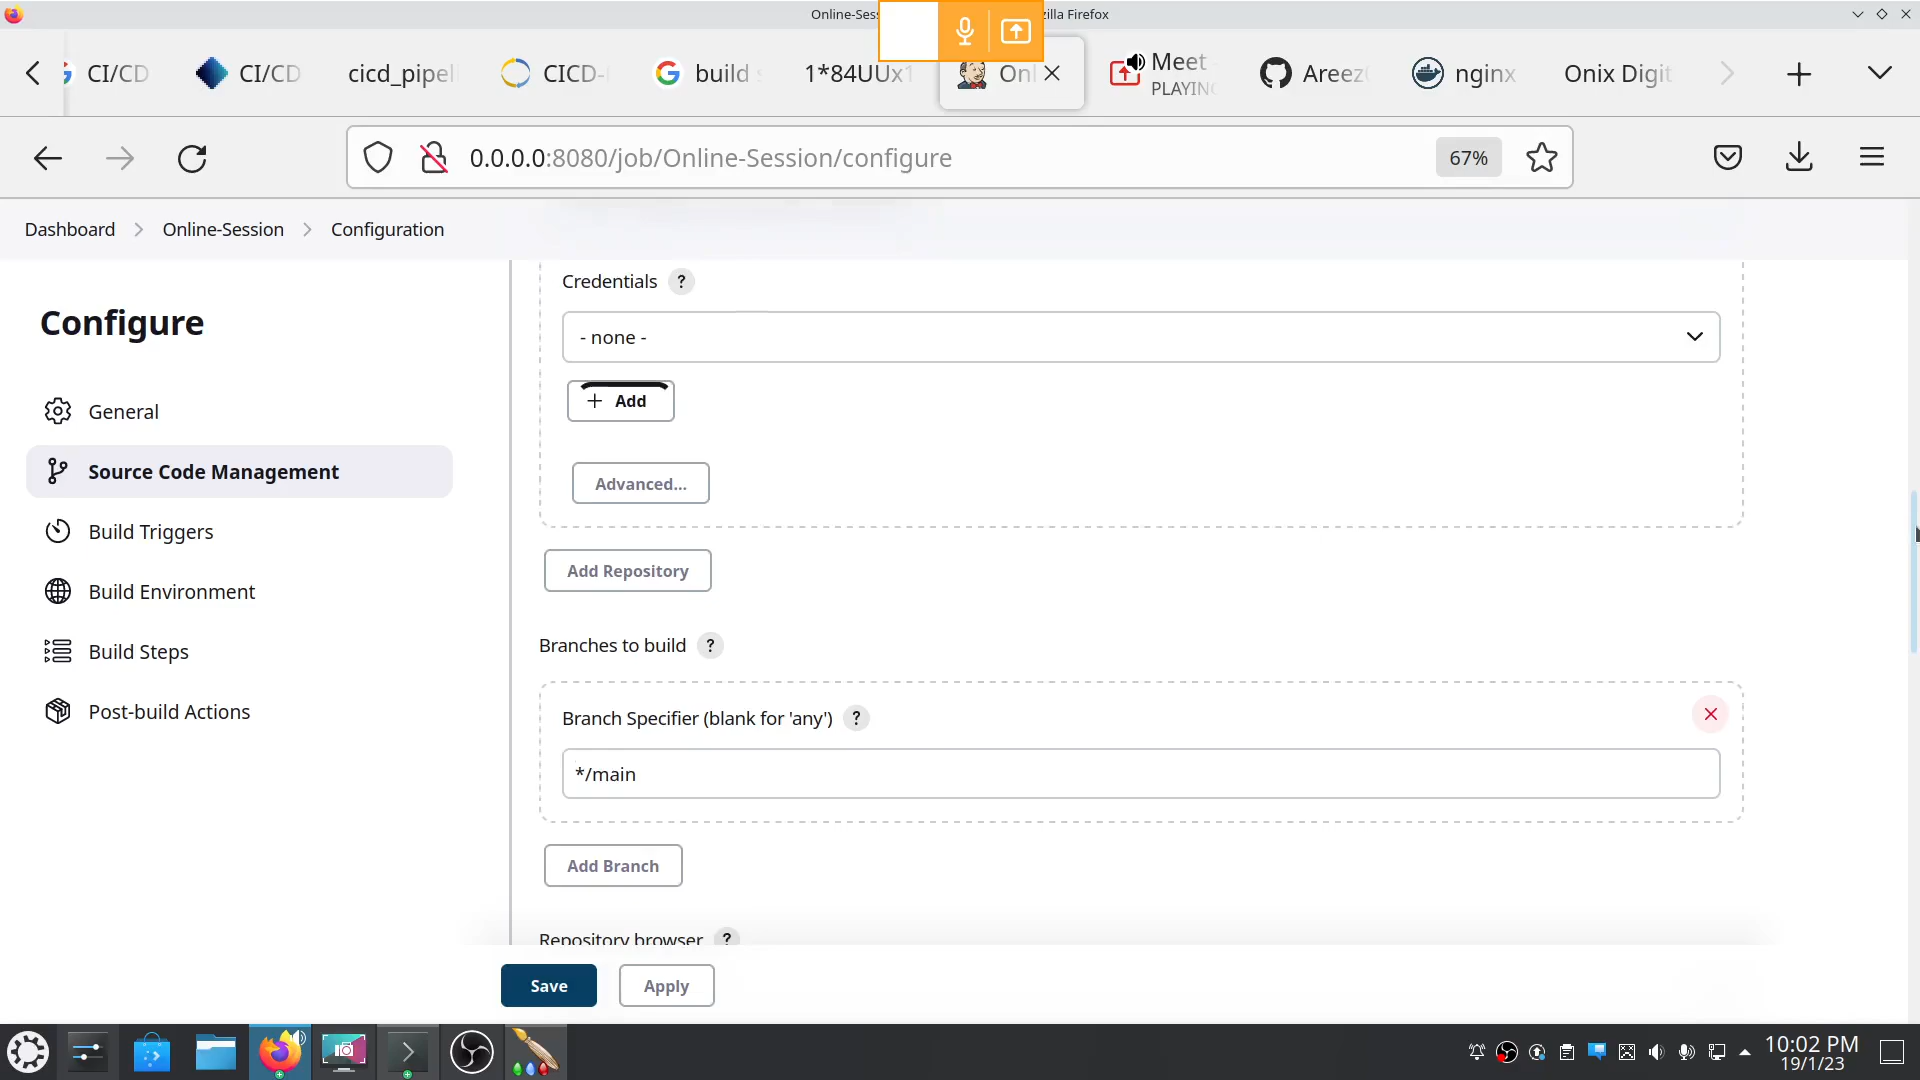 Online-Ses
zilla Firefox
CI/CD
CI/CD
cicd_pipel
CICD-
build
1*84UUx1
Onl
Meet
PLAYING
Areez
nginx
Onix Digit
0.0.0.0:8080/job/Online-Session/configure
67%
Dashboard
Online-Session
Configuration
Configure
General
Source Code Management
Build Triggers
Build Environment
Build Steps
Post-build Actions
Credentials ?
- none -
+ Add
Advanced...
Add Repository
Branches to build ?
Branch Specifier (blank for 'any') ?
*/main
Add Branch
Repository browser ?
Save
Apply
10:02 PM
19/1/23